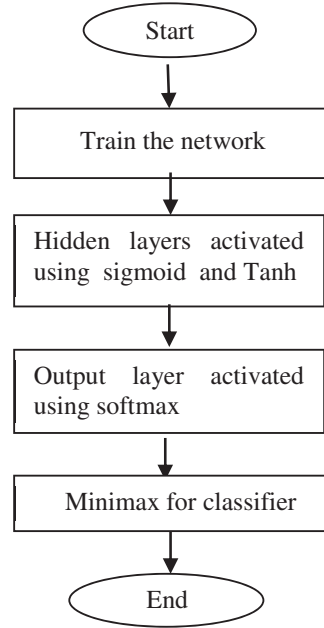 Start
Train the network
Hidden layers activated
using sigmoid and Tanh
Output layer activated
using softmax
Minimax for classifier
End